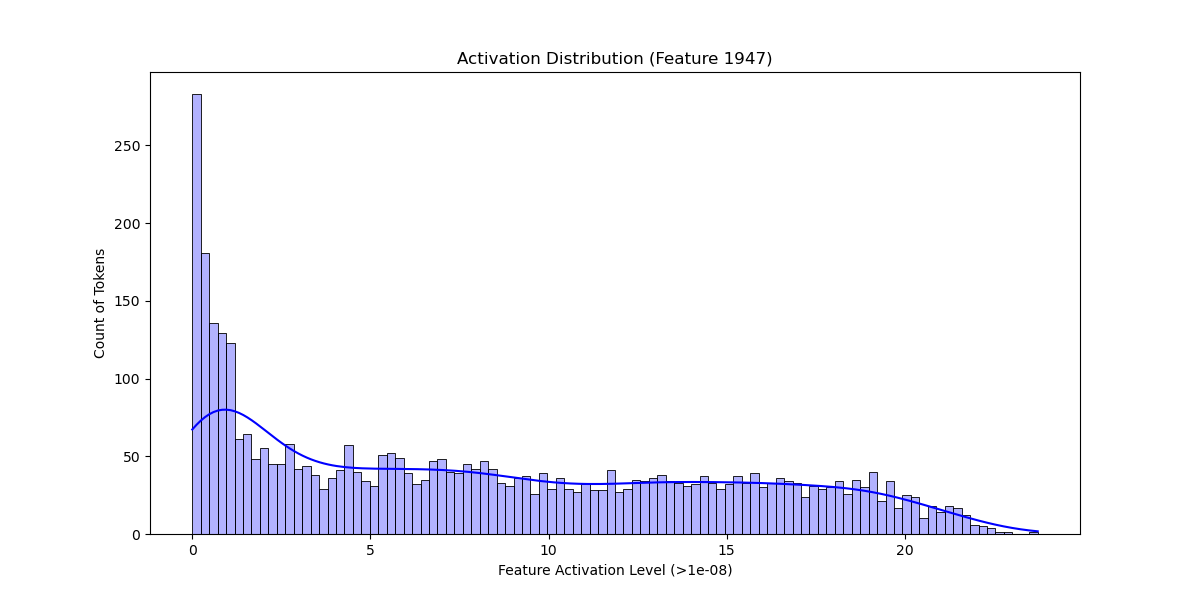 Activation Distribution (Feature 1947)
250
200
150
100
50
0
Count of Tokens
0 5 10 15 20
Feature Activation Level (>1e-08)